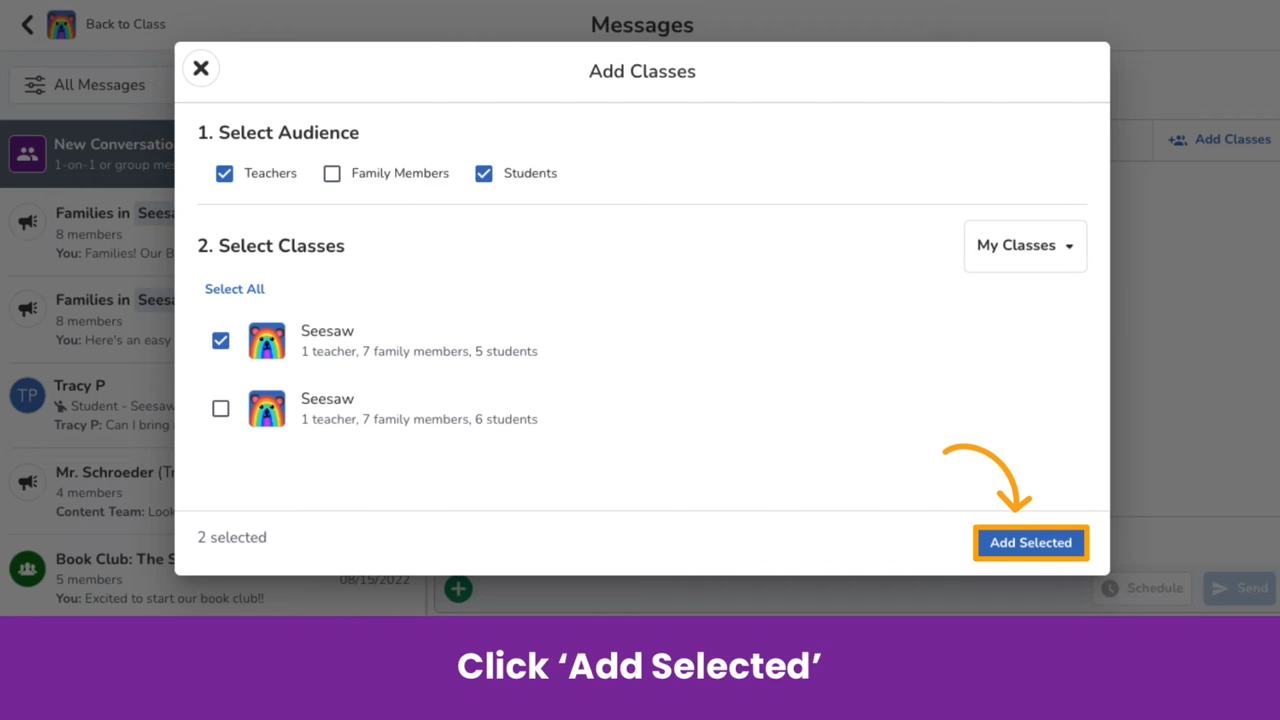 Back to Class
Messages
All Messages
Add Classes
New Conversatio
1-on-1 or group me
Add Classes
1. Select Audience
Teachers
Family Members
Students
Families in Seesa
8 members
You: Families! Our B
2. Select Classes
My Classes
Select All
Families in Seesa
8 members
You: Here's an easy
Seesaw
1 teacher, 7 family members, 5 students
TP
Tracy P
Student - Seesaw
Tracy P: Can I bring
Seesaw
1 teacher, 7 family members, 6 students
Mr. Schroeder (Tr
4 members
Content Team: Look
2 selected
Add Selected
Book Club: The S
5 members
08/15/2022
You: Excited to start our book club!!
Schedule
Send
Click ‘Add Selected’